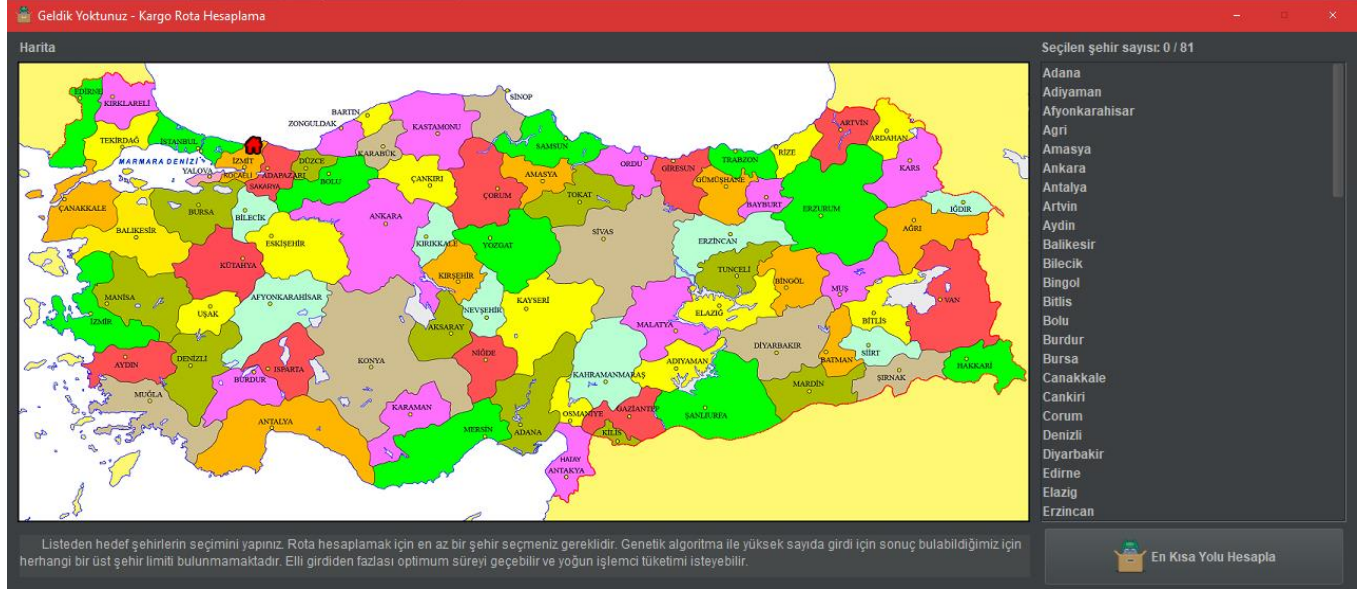 Geldik Yoktunuz - Kargo Rota Hesaplama
Harita
Seçilen şehir sayısı: 0 / 81
EDİRNE
KIRKLARELİ
TEKİRDAĞ
İSTANBUL
MARMARA DENİZİ
YALOVA
İZMİT
KOCAELİ
ADAPAZARI
SAKARYA
DÜZCE
BOLU
ZONGULDAK
BARTIN
KARABÜK
KASTAMONU
SİNOP
SAMSUN
ÇANKIRI
ÇORUM
AMASYA
TOKAT
ORDU
GİRESUN
TRABZON
GÜMÜŞHANE
BAYBURT
RİZE
ARTVİN
ARDAHAN
KARS
IĞDIR
ERZURUM
AĞRI
ÇANAKKALE
BALIKESİR
BURSA
BİLECİK
ESKİŞEHİR
ANKARA
KIRIKKALE
YOZGAT
SİVAS
ERZİNCAN
TUNCELİ
BİNGÖL
MUŞ
BİTLİS
VAN
KÜTAHYA
MANİSA
İZMİR
UŞAK
AFYONKARAHİSAR
KIRŞEHİR
NEVŞEHİR
KAYSERİ
AKSARAY
MALATYA
ELAZIĞ
DİYARBAKIR
BATMAN
SİİRT
ŞIRNAK
HAKKARİ
AYDIN
DENİZLİ
MUĞLA
BURDUR
ISPARTA
KONYA
NİĞDE
KAHRAMANMARAŞ
ADIYAMAN
MARDİN
ŞANLIURFA
ANTALYA
KARAMAN
MERSİN
ADANA
OSMANİYE
GAZİANTEP
KİLİS
HATAY
ANTAKYA
Adana
Adiyaman
Afyonkarahisar
Agri
Amasya
Ankara
Antalya
Artvin
Aydin
Balikesir
Bilecik
Bingol
Bitlis
Bolu
Burdur
Bursa
Canakkale
Cankiri
Corum
Denizli
Diyarbakir
Edirne
Elazig
Erzincan
Listeden hedef şehirlerin seçimini yapınız. Rota hesaplamak için en az bir şehir seçmeniz gereklidir. Genetik algoritma ile yüksek sayıda girdi için sonuç bulabildiğimiz için
herhangi bir üst şehir limiti bulunmamaktadır. Elli girdiden fazlası optimum süreyi geçebilir ve yoğun işlemci tüketimi isteyebilir.
En Kısa Yolu Hesapla